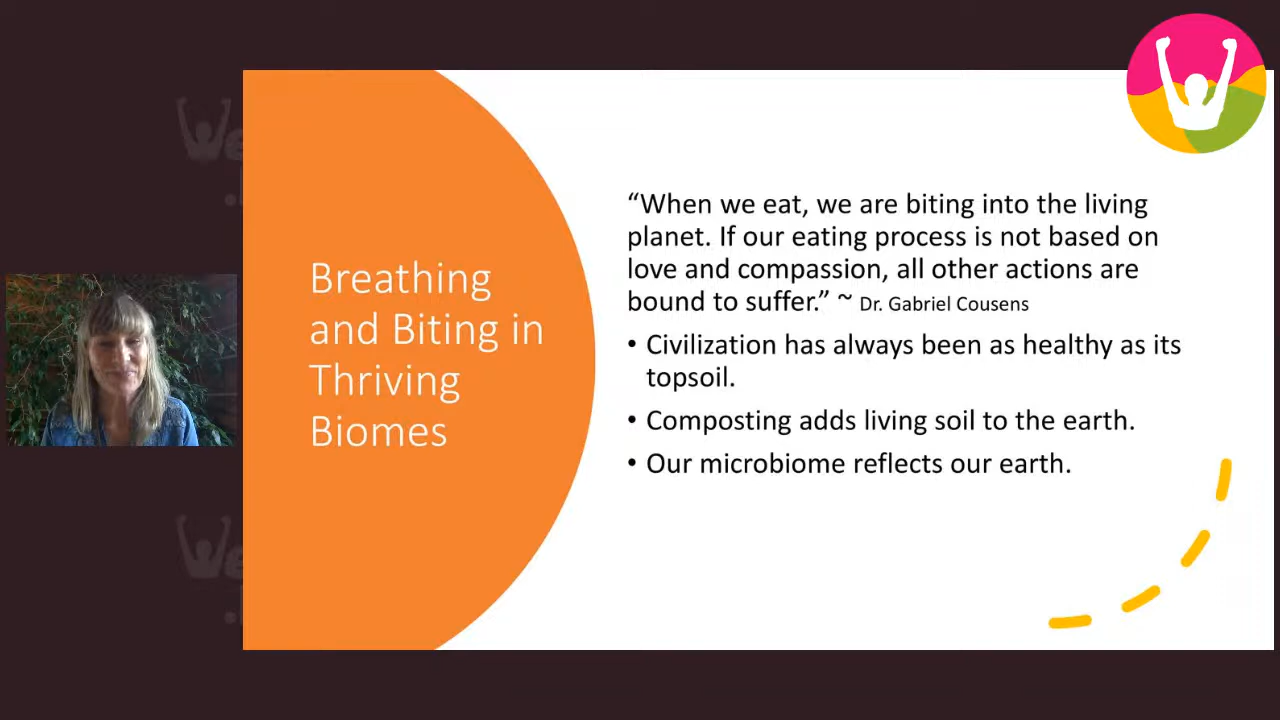 Breathing
and Biting in
Thriving
Biomes
“When we eat, we are biting into the living
planet. If our eating process is not based on
love and compassion, all other actions are
bound to suffer.” ~ Dr. Gabriel Cousens
• Civilization has always been as healthy as its
topsoil.
• Composting adds living soil to the earth.
• Our microbiome reflects our earth.